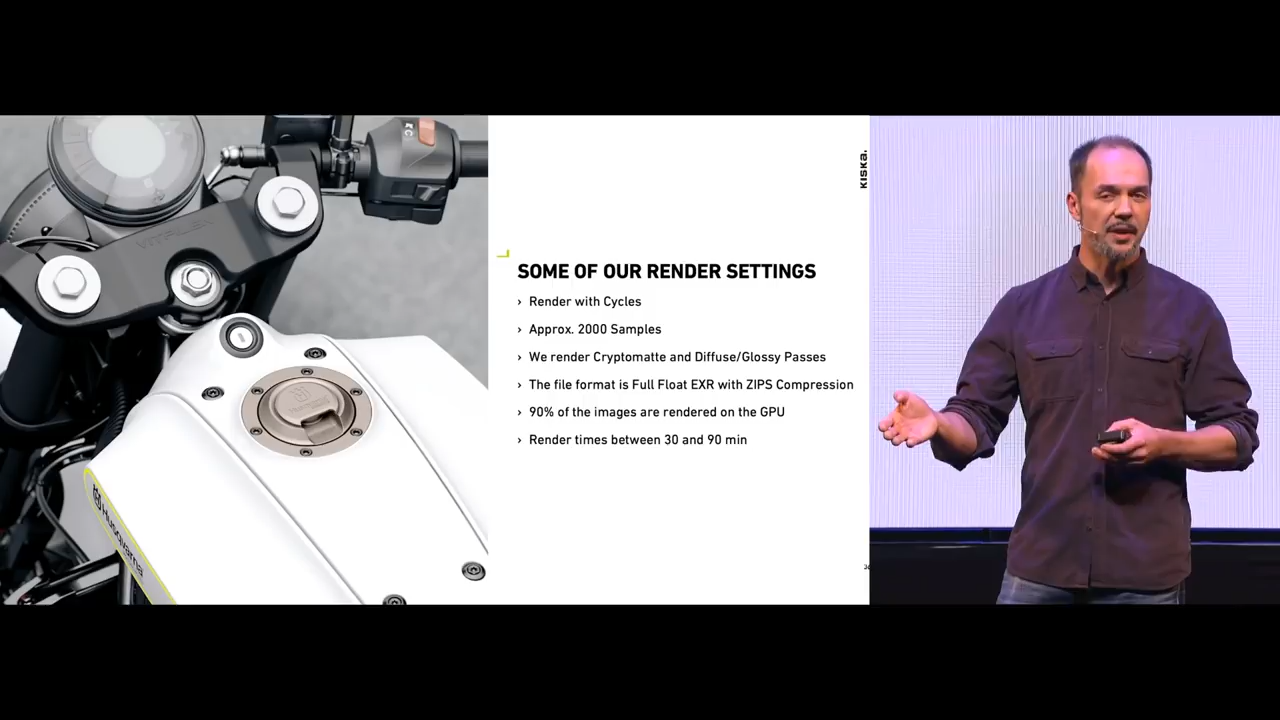 VITPILEN
Husqvarna
SOME OF OUR RENDER SETTINGS
› Render with Cycles
› Approx. 2000 Samples
› We render Cryptomatte and Diffuse/Glossy Passes
› The file format is Full Float EXR with ZIPS Compression
› 90% of the images are rendered on the GPU
› Render times between 30 and 90 min
KISKA.